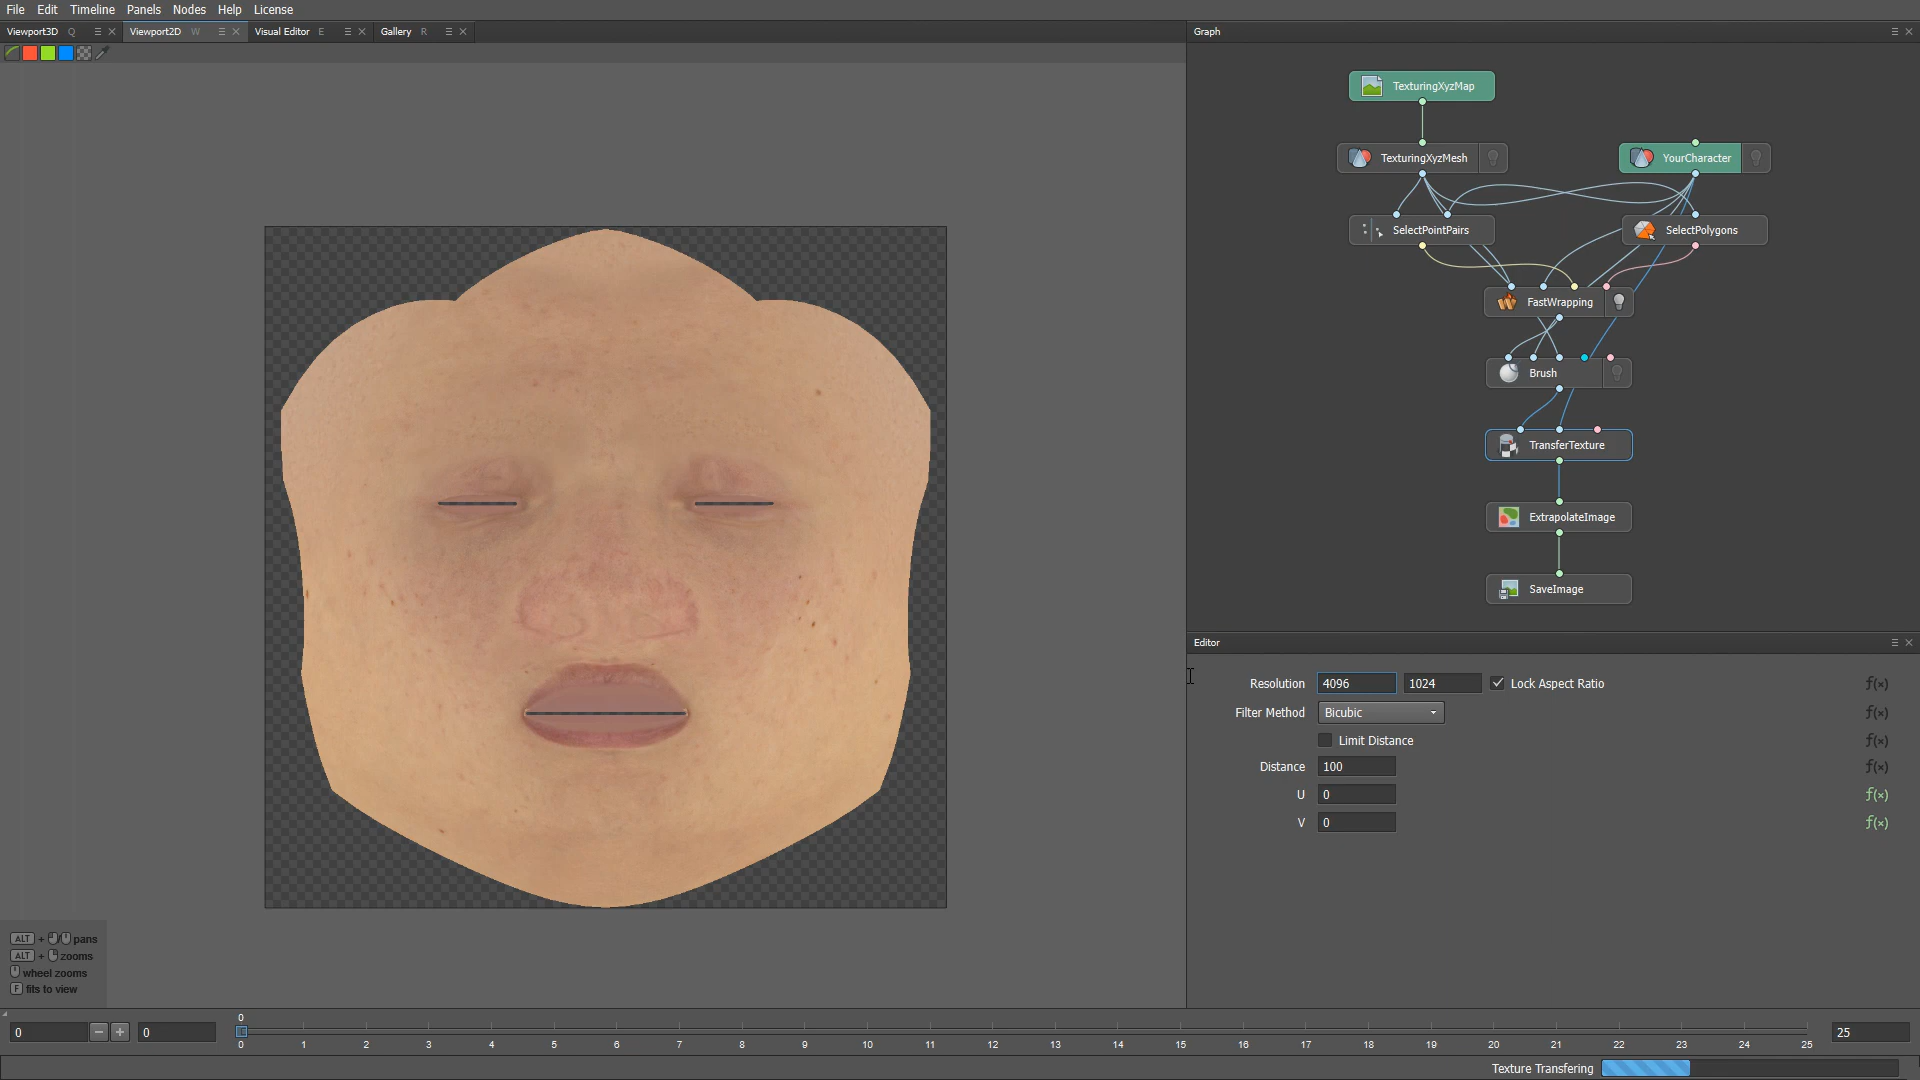 File Edit Timeline Panels Nodes Help License
Viewport3D Q Viewport2D W Visual Editor E Gallery R
Graph
TexturingXyzMap
TexturingXyzMesh
YourCharacter
SelectPointPairs
SelectPolygons
FastWrapping
Brush
TransferTexture
ExtrapolateImage
SaveImage
Editor
Resolution 4096 1024 Lock Aspect Ratio f(x)
Filter Method Bicubic f(x)
Limit Distance f(x)
Distance 100 f(x)
U 0 f(x)
V 0 f(x)
ALT + / pans
ALT + zooms
wheel zooms
F fits to view
0
0 − + 0 25
0 1 2 3 4 5 6 7 8 9 10 11 12 13 14 15 16 17 18 19 20 21 22 23 24 25
Texture Transfering